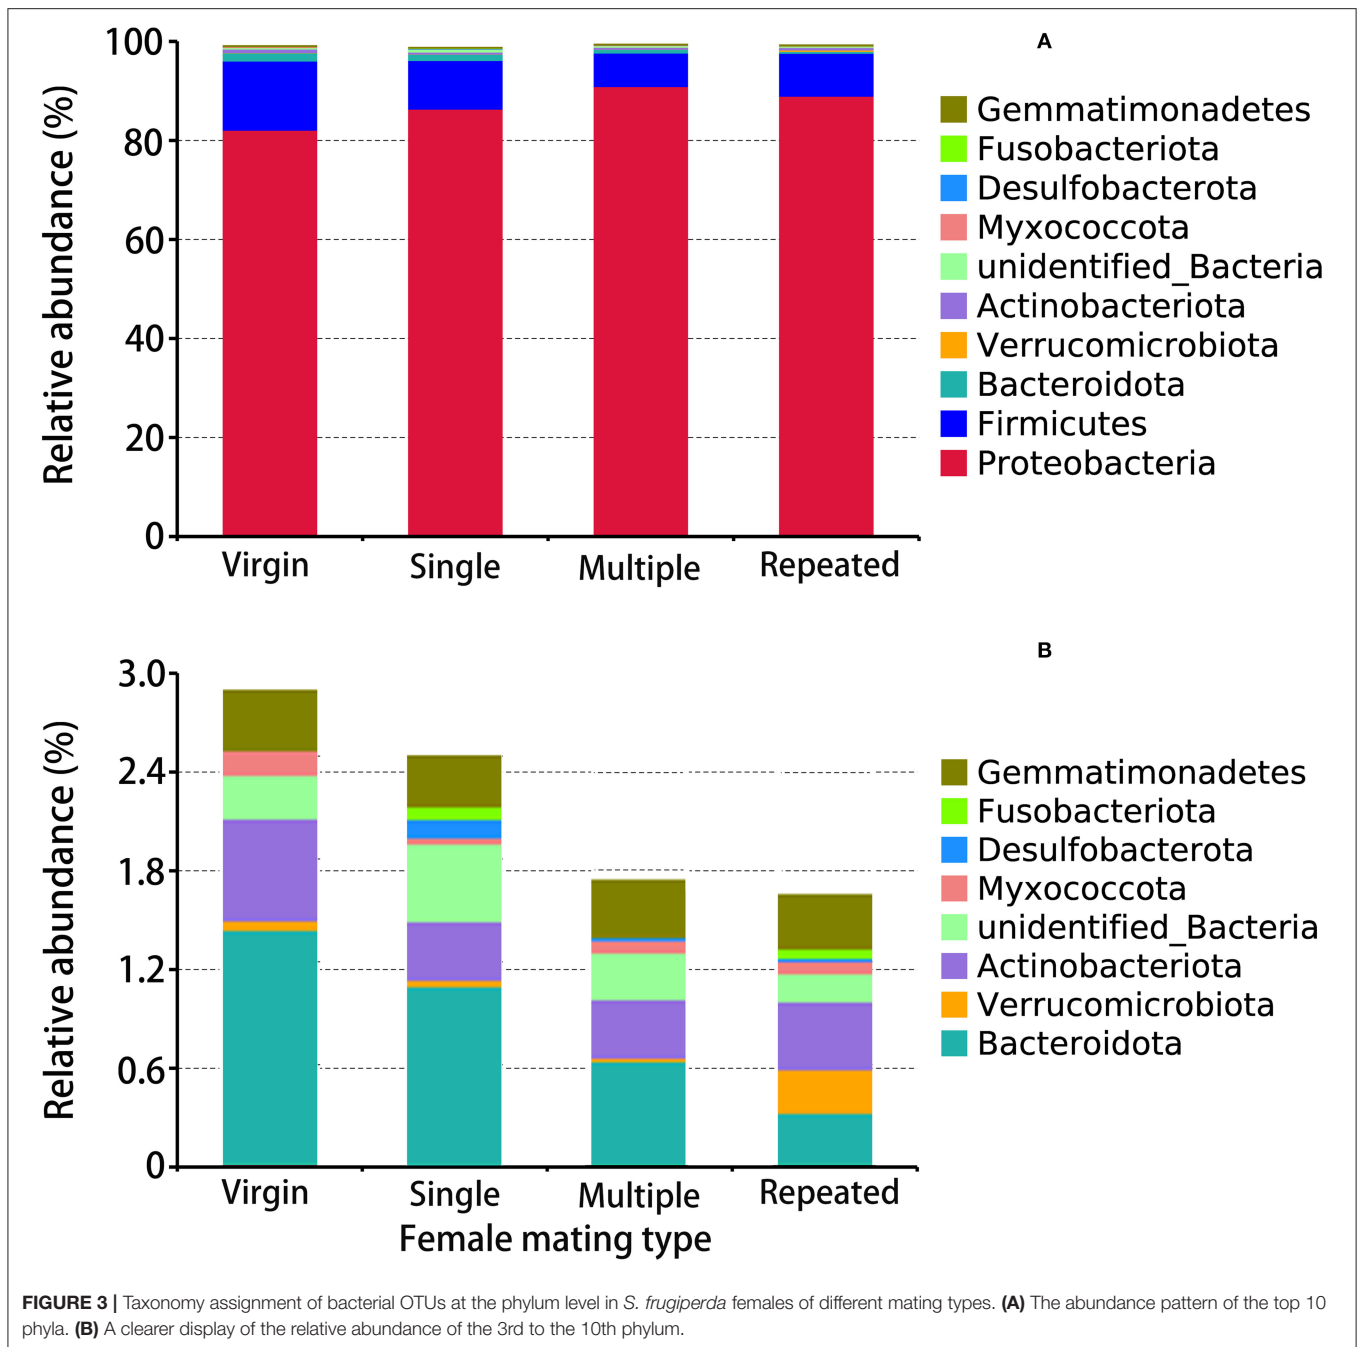 A
Relative abundance (%)
100
80
60
40
20
0
Virgin
Single
Multiple
Repeated
Gemmatimonadetes
Fusobacteriota
Desulfobacterota
Myxococcota
unidentified_Bacteria
Actinobacteriota
Verrucomicrobiota
Bacteroidota
Firmicutes
Proteobacteria
B
Relative abundance (%)
3.0
2.4
1.8
1.2
0.6
0
Virgin
Single
Multiple
Repeated
Female mating type
Gemmatimonadetes
Fusobacteriota
Desulfobacterota
Myxococcota
unidentified_Bacteria
Actinobacteriota
Verrucomicrobiota
Bacteroidota
FIGURE 3 | Taxonomy assignment of bacterial OTUs at the phylum level in S. frugiperda females of different mating types. (A) The abundance pattern of the top 10
phyla. (B) A clearer display of the relative abundance of the 3rd to the 10th phylum.